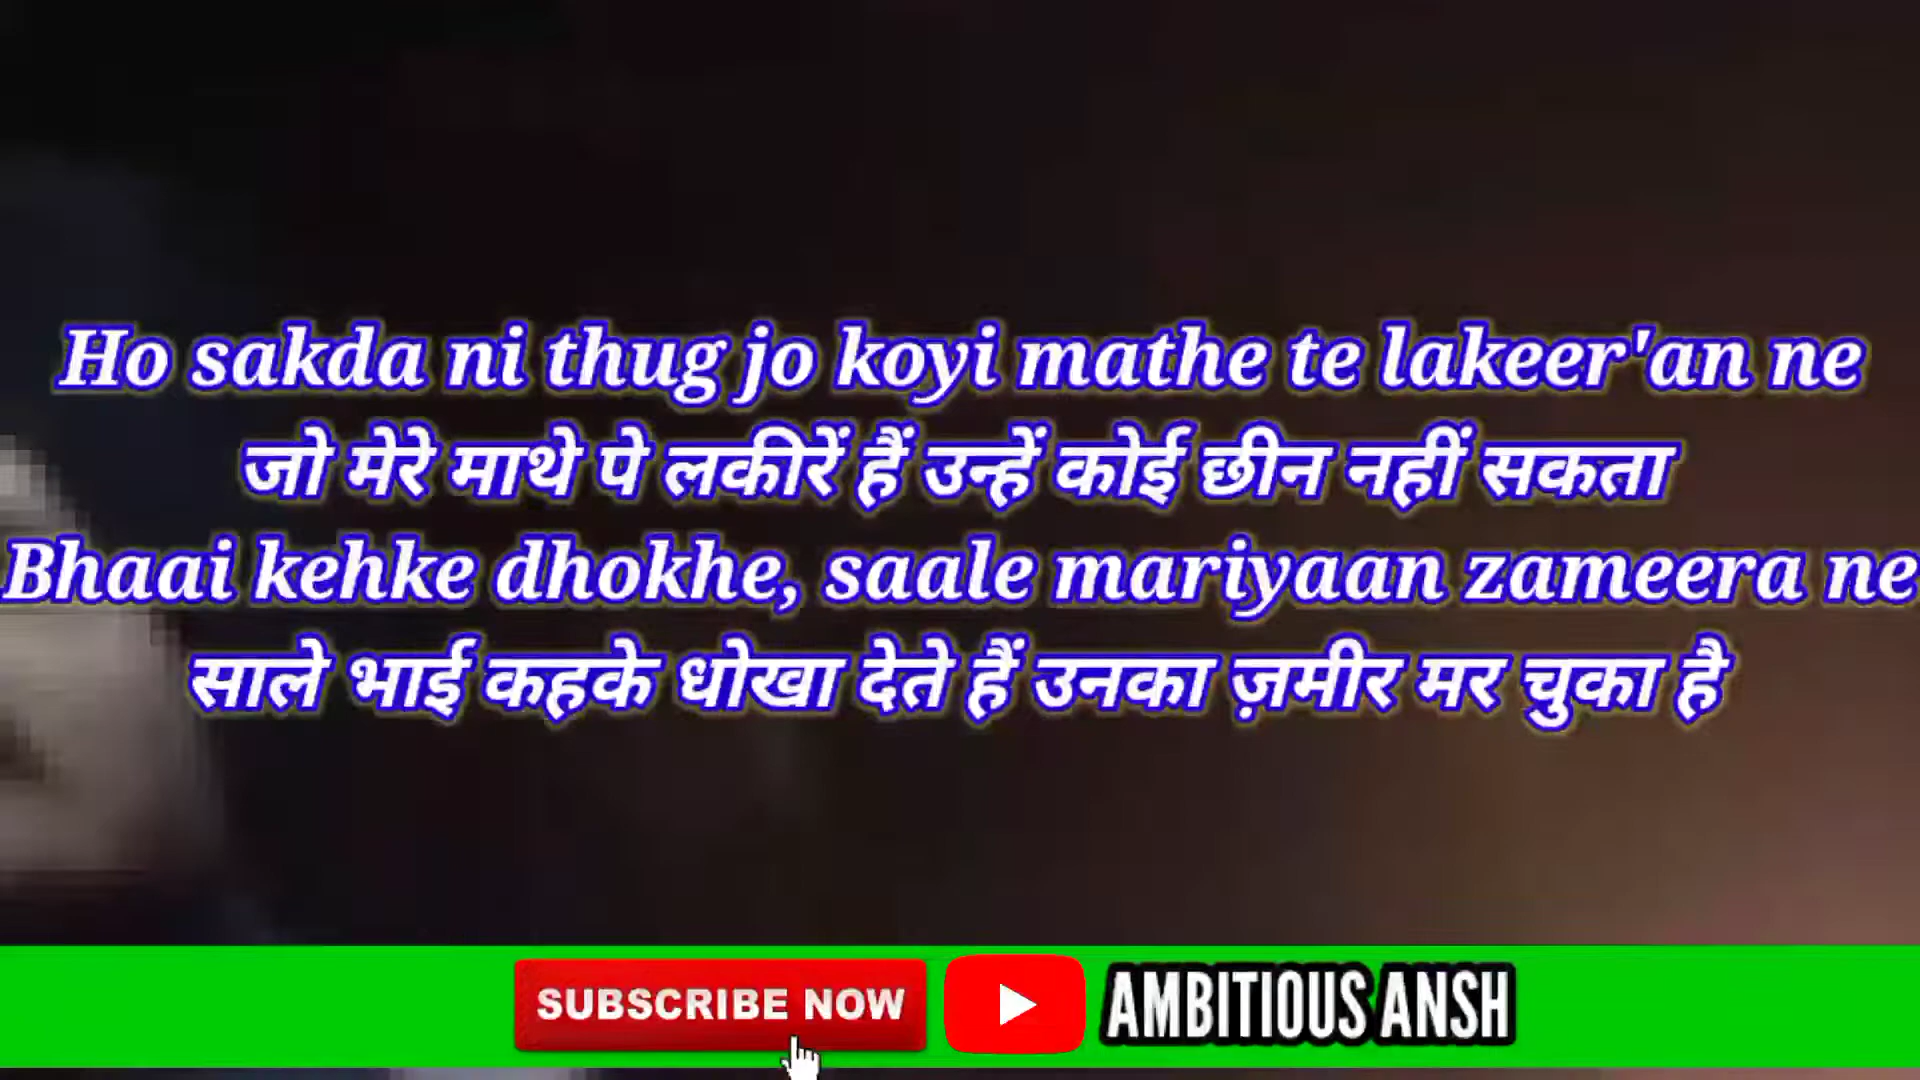 Ho sakda ni thug jo koyi mathe te lakeer'an ne
जो मेरे माथे पे लकीरें हैं उन्हें कोई छीन नहीं सकता
Bhaai kehke dhokhe, saale mariyaan zameera ne
साले भाई कहके धोखा देते हैं उनका ज़मीर मर चुका है
SUBSCRIBE NOW AMBITIOUS ANSH